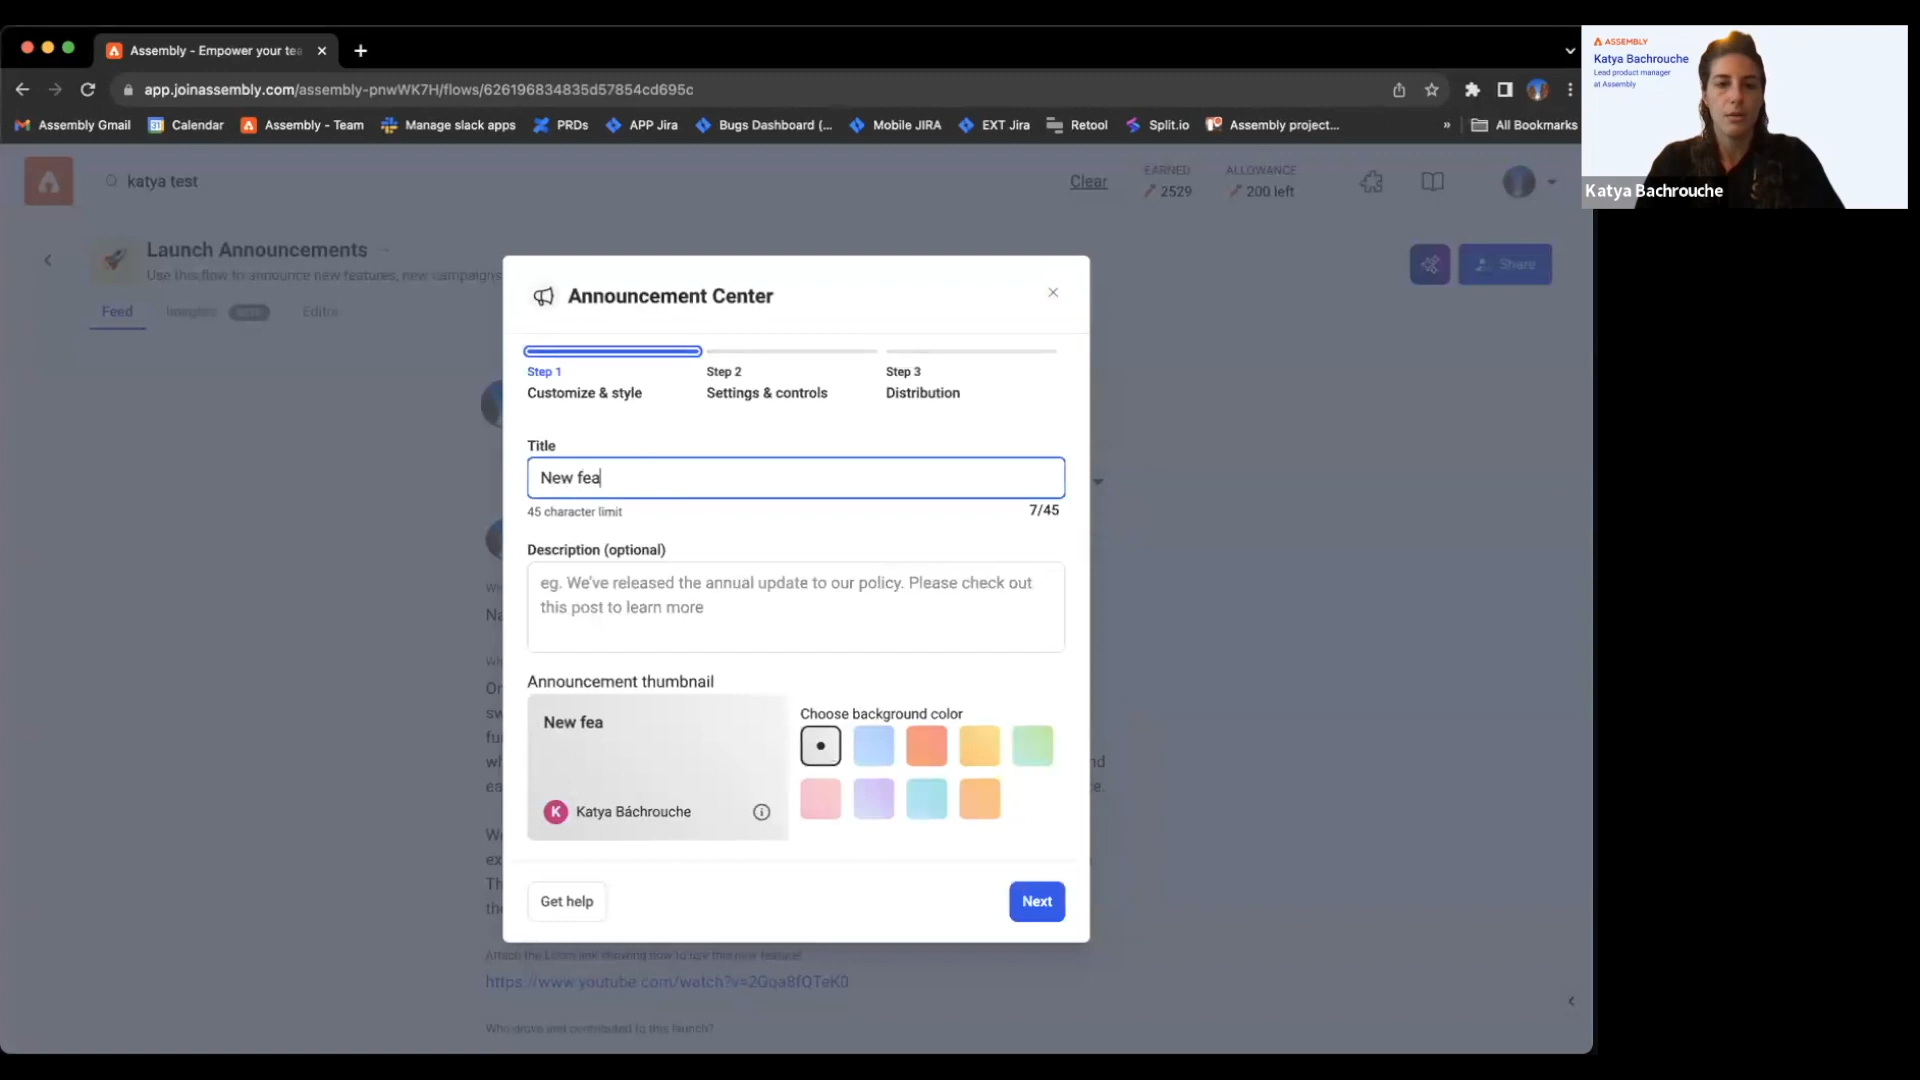 Assembly - Empower your tea
app.joinassembly.com/assembly-pnwWK7H/flows/626196834835d57854cd695c
Assembly Gmail
Calendar
Assembly - Team
Manage slack apps
PRDs
APP Jira
Bugs Dashboard (...
Mobile JIRA
EXT Jira
Retool
Split.io
Assembly project...
»
All Bookmarks
ASSEMBLY
Katya Bachrouche
Lead product manager
at Assembly
Katya Bachrouche
katya test
Clear
EARNED
2529
ALLOWANCE
200 left
Launch Announcements
Use this flow to announce new features, new campaigns
Share
Feed
Insights
Editra
Announcement Center
Step 1
Customize & style
Step 2
Settings & controls
Step 3
Distribution
Title
New fea
45 character limit
7/45
Description (optional)
eg. We've released the annual update to our policy. Please check out
this post to learn more
Announcement thumbnail
New fea
K
Katya Báchrouche
Choose background color
Get help
Next
Attach the Loom link showing how to use this new feature!
https://www.youtube.com/watch?v=2Gqa8fQTeK0
Who drove and contributed to this launch?